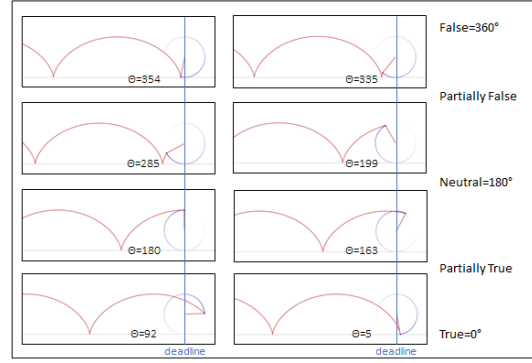 False=360°
Θ=354
Θ=335
Partially False
Θ=285
Θ=199
Neutral=180°
Θ=180
Θ=163
Partially True
Θ=92
Θ=5
True=0°
deadline
deadline